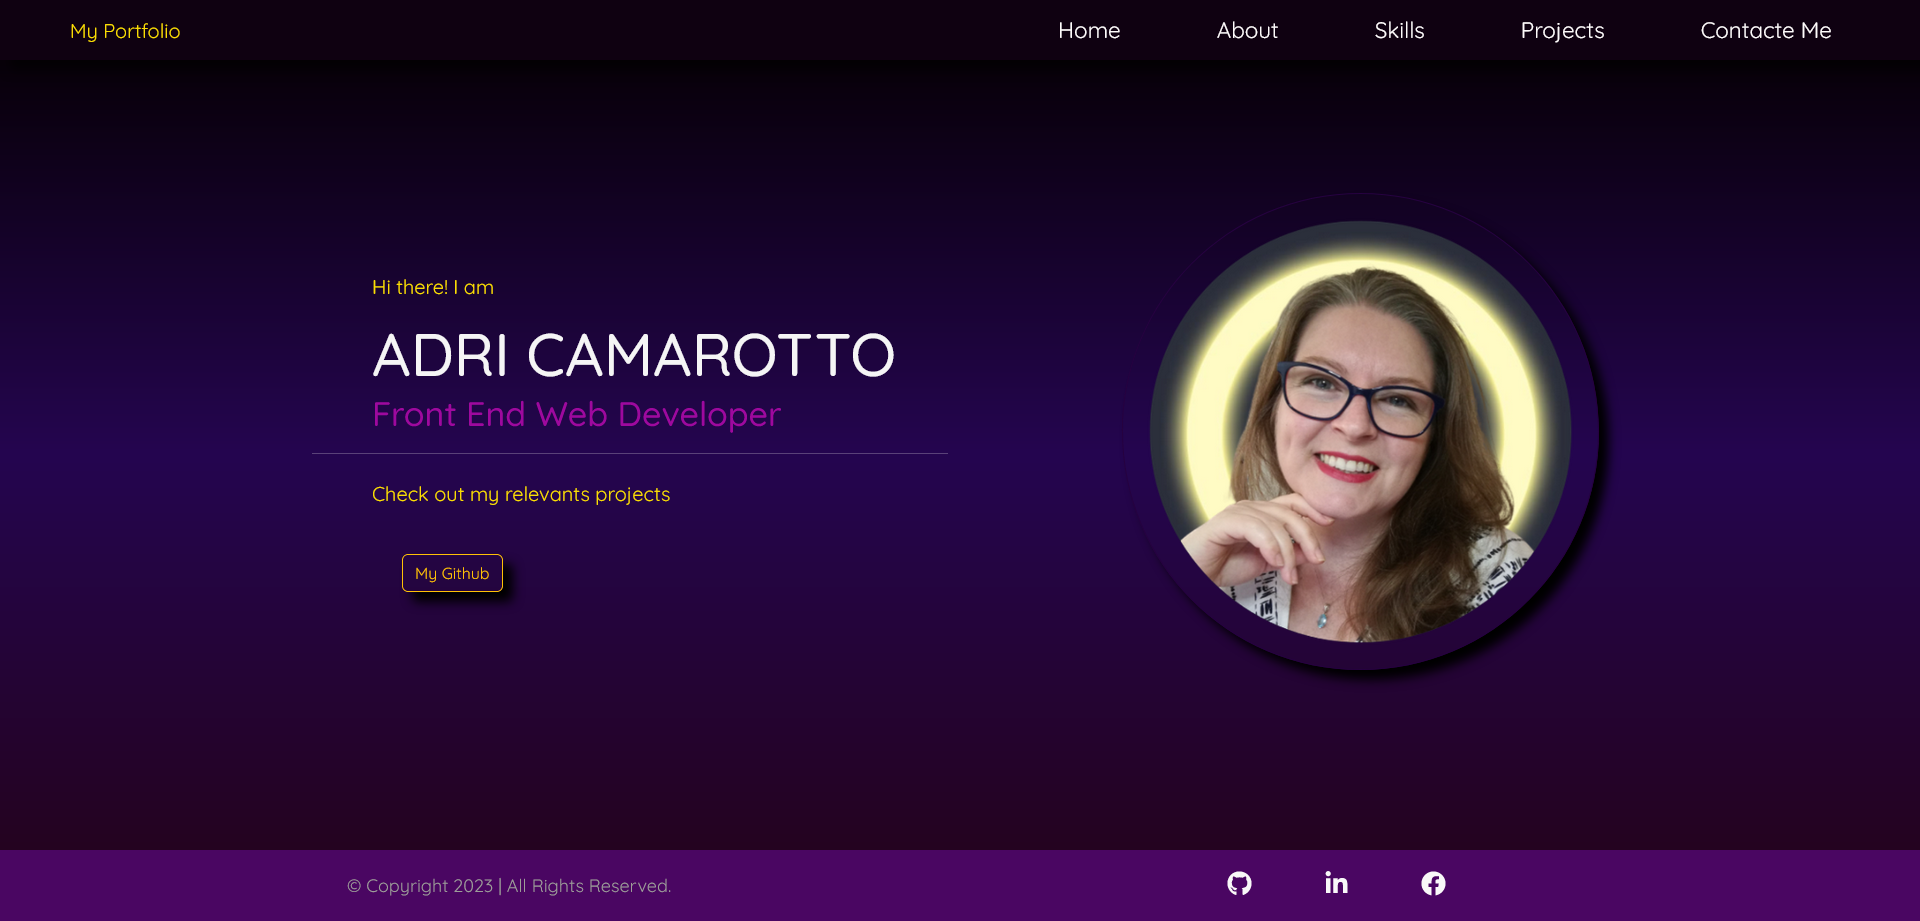 My Portfolio
Home About Skills Projects Contacte Me
Hi there! I am
ADRI CAMAROTTO
Front End Web Developer
Check out my relevants projects
My Github
© Copyright 2023 | All Rights Reserved.